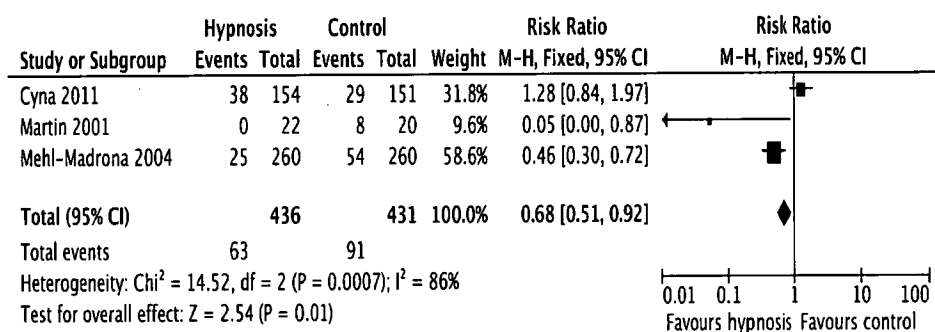 Hypnosis Control Risk Ratio Risk Ratio
Study or Subgroup Events Total Events Total Weight M-H, Fixed, 95% CI M-H, Fixed, 95% CI
Cyna 2011 38 154 29 151 31.8% 1.28 [0.84, 1.97]
Martin 2001 0 22 8 20 9.6% 0.05 [0.00, 0.87]
Mehl-Madrona 2004 25 260 54 260 58.6% 0.46 [0.30, 0.72]
Total (95% CI) 436 431 100.0% 0.68 [0.51, 0.92]
Total events 63 91
Heterogeneity: Chi² = 14.52, df = 2 (P = 0.0007); I² = 86%
Test for overall effect: Z = 2.54 (P = 0.01)
0.01 0.1 1 10 100
Favours hypnosis Favours control